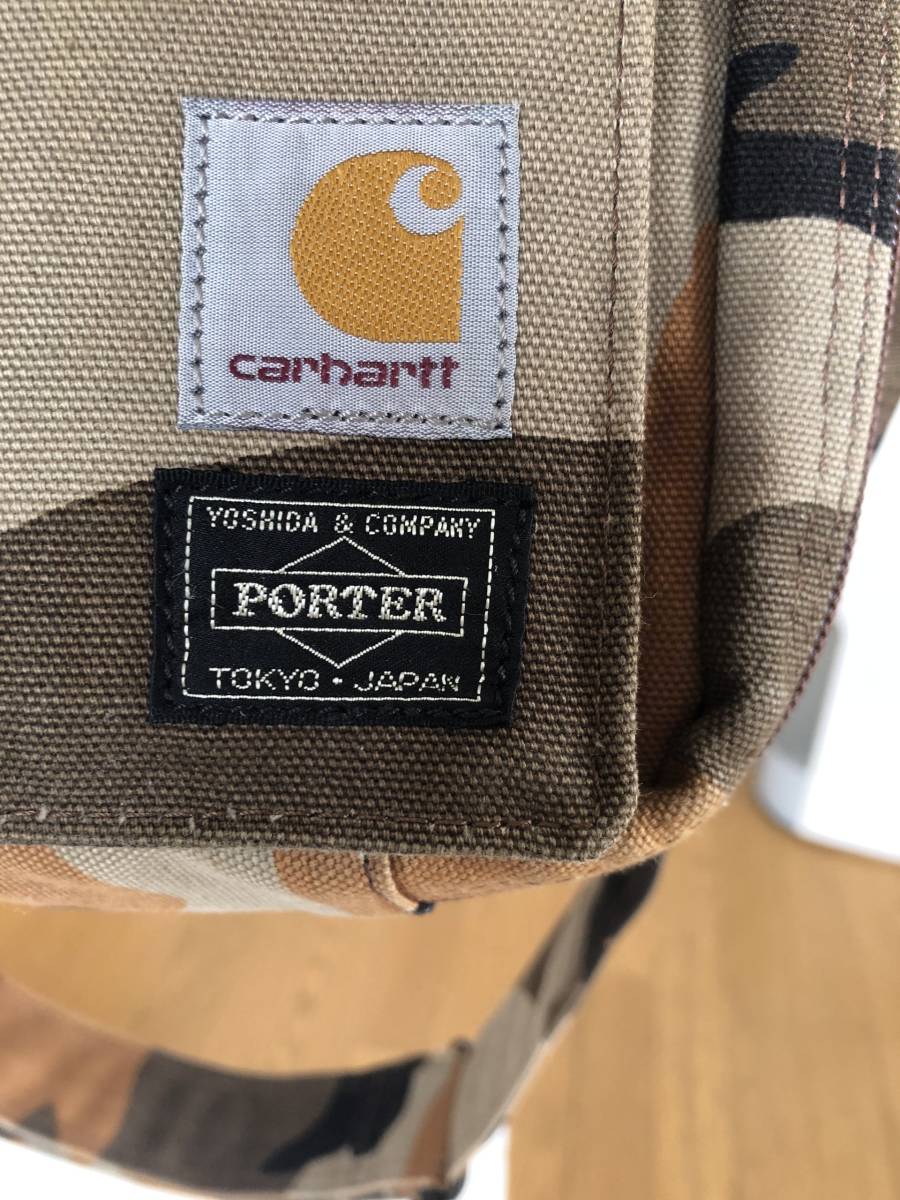 carhartt
YOSHIDA & COMPANY
PORTER
TOKYO · JAPAN